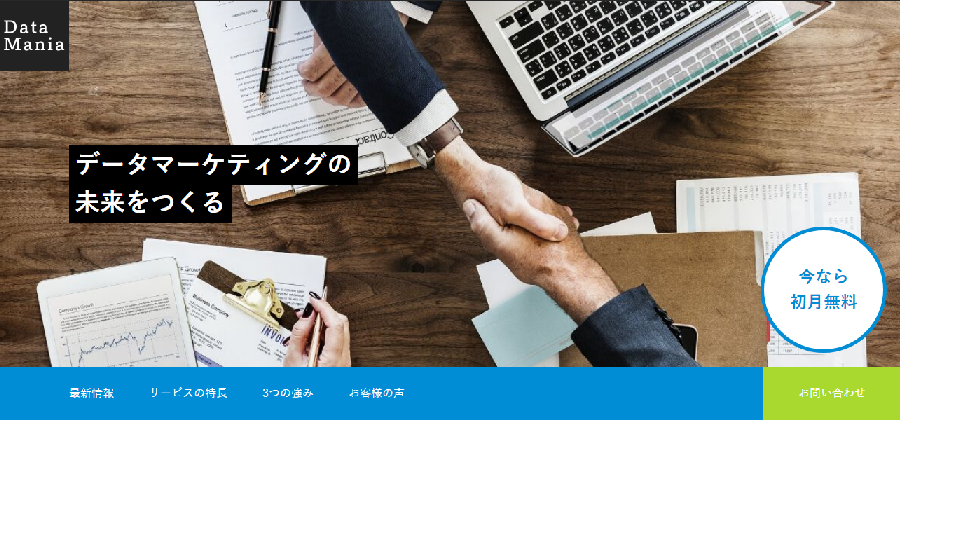 Data
Mania
Contract
データマーケティングの
未来をつくる
今なら
初月無料
最新情報
サービスの特長
3つの強み
お客様の声
お問い合わせ